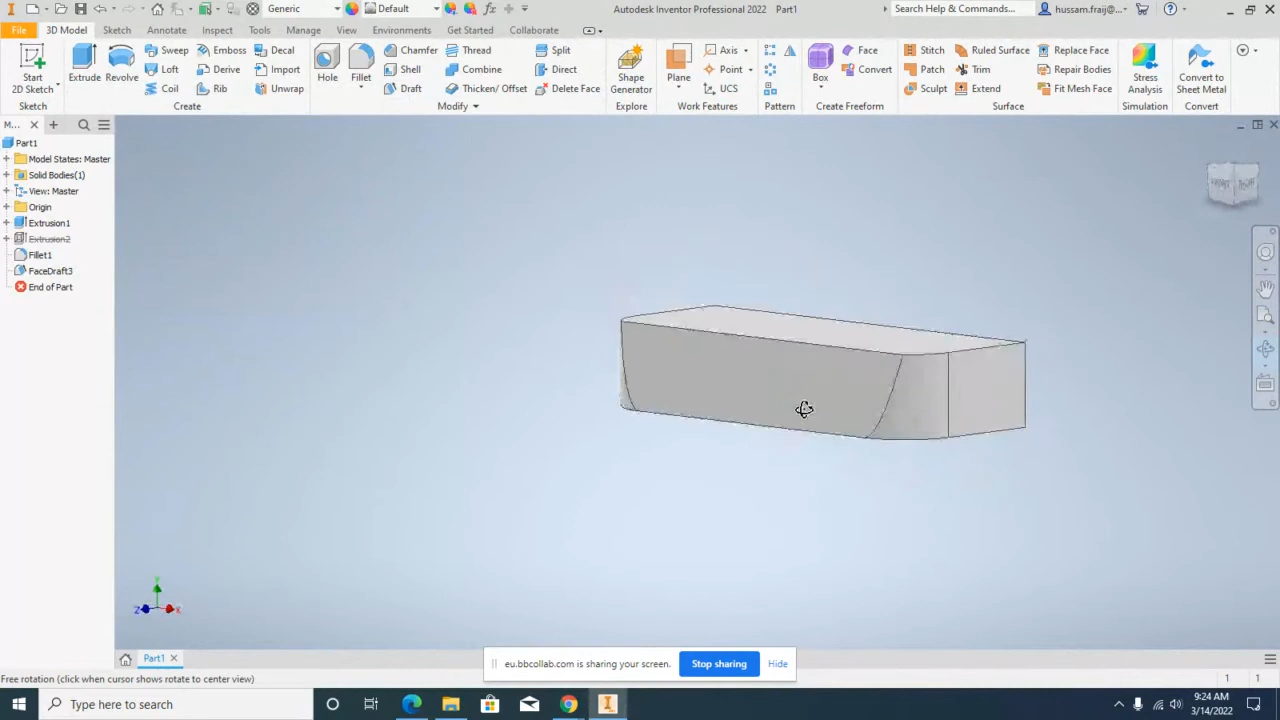 Generic Default fx Autodesk Inventor Professional 2022 Part1 Search Help & Commands... hussam.fraij@...
File 3D Model Sketch Annotate Inspect Tools Manage View Environments Get Started Collaborate
Start 2D Sketch
Sketch
Extrude Revolve Sweep Emboss Decal
Loft Derive Import
Coil Rib Unwrap
Create
Hole Fillet Chamfer Thread Split
Shell Combine Direct
Draft Thicken/ Offset Delete Face
Modify
Shape Generator
Explore
Plane Axis
Point
UCS
Work Features
Pattern
Box Face
Convert
Create Freeform
Stitch Ruled Surface Replace Face
Patch Trim Repair Bodies
Sculpt Extend Fit Mesh Face
Surface
Stress Analysis
Simulation
Convert to Sheet Metal
Convert
M...
Part1
Model States: Master
Solid Bodies(1)
View: Master
Origin
Extrusion1
Extrusion2
Fillet1
FaceDraft3
End of Part
FRONT RIGHT
Y
Z X
Part1
eu.bbcollab.com is sharing your screen. Stop sharing Hide
Free rotation (click when cursor shows rotate to center view) 1 1
Type here to search
9:24 AM
3/14/2022